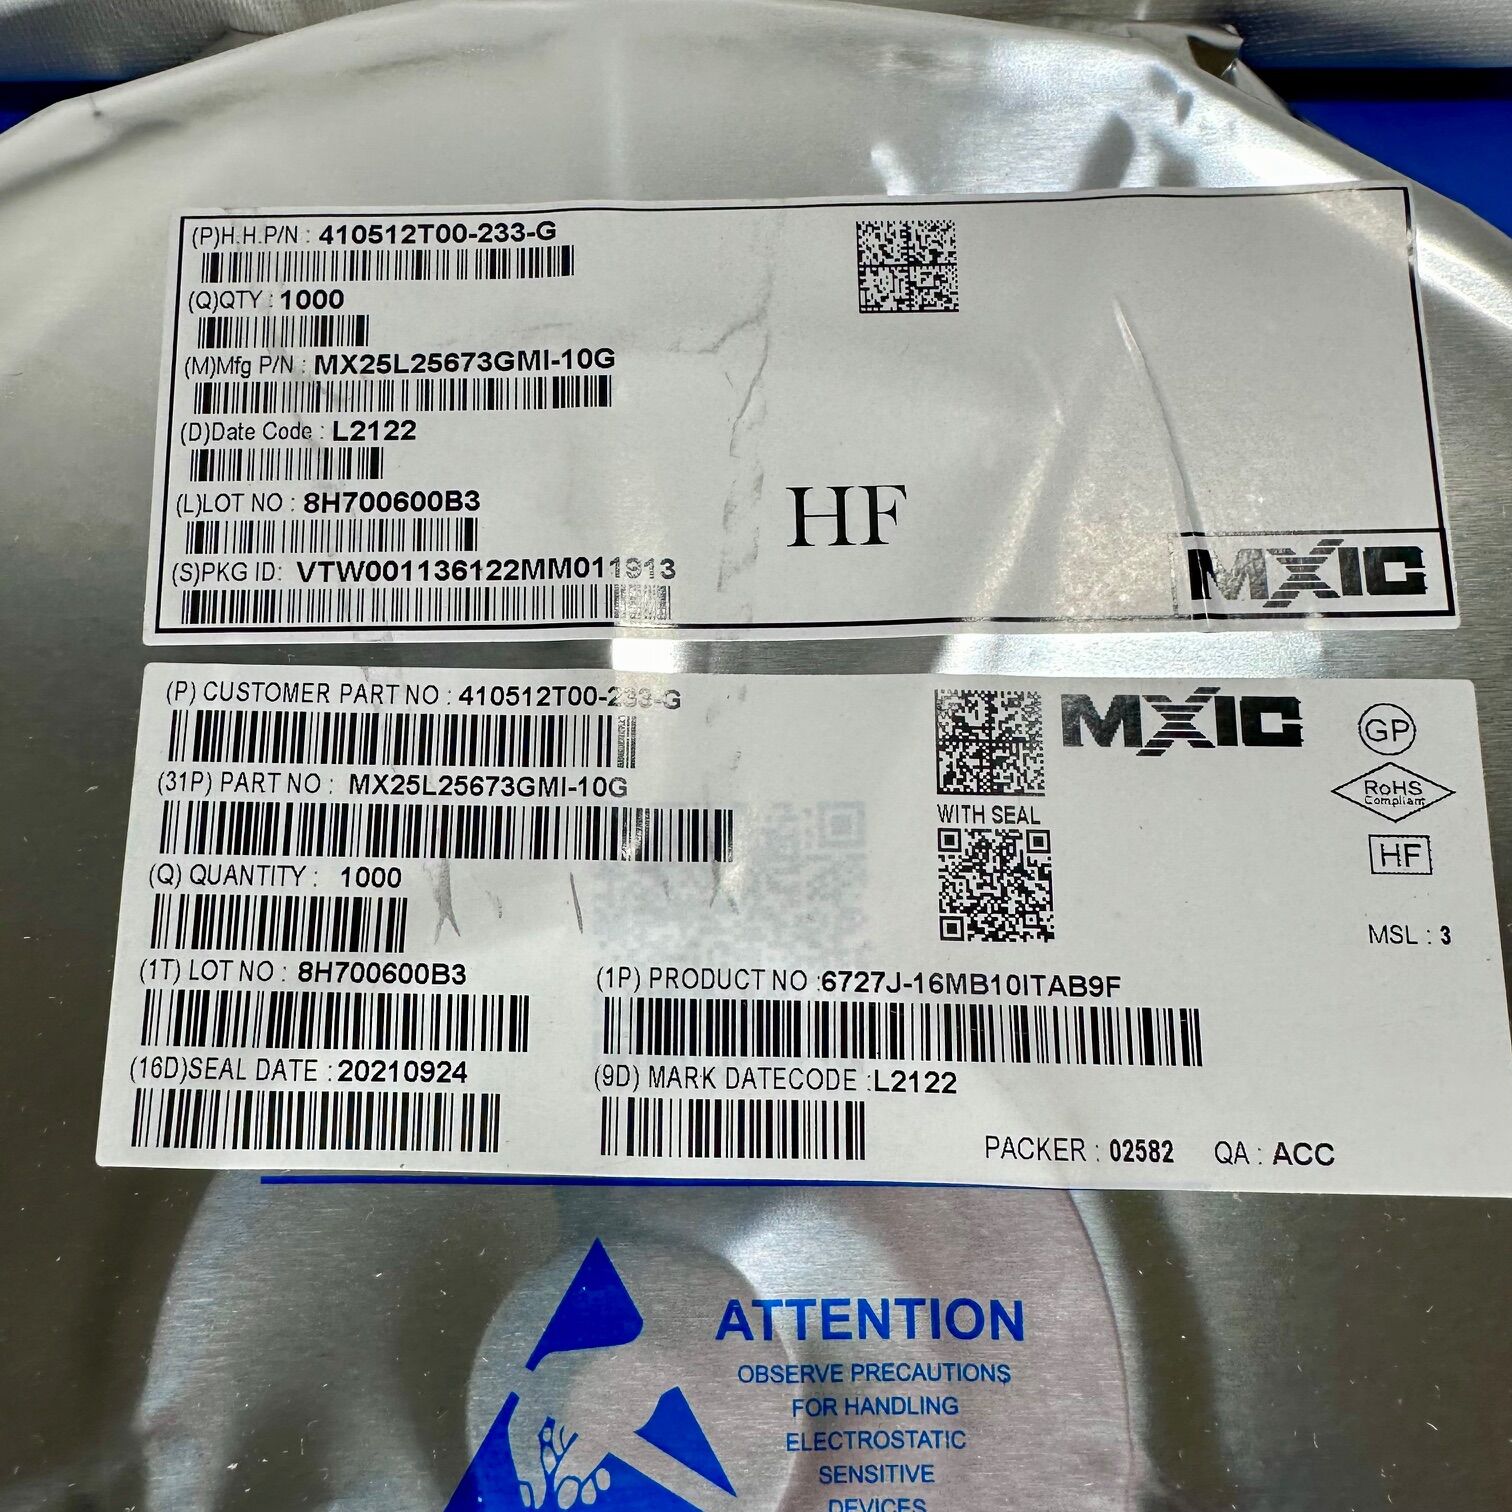 (P)H.H.P/N : 410512T00-233-G
(Q)QTY : 1000
(M)Mfg P/N : MX25L25673GMI-10G
(D)Date Code : L2122
(L)LOT NO : 8H700600B3
HF
(S)PKG ID: VTW001136122MM011913
MXIC
(P) CUSTOMER PART NO : 410512T00-233-G
MXIC
GP
(31P) PART NO : MX25L25673GMI-10G
RoHS
Compliant
WITH SEAL
HF
(Q) QUANTITY : 1000
MSL : 3
(1T) LOT NO : 8H700600B3
(1P) PRODUCT NO :6727J-16MB10ITAB9F
(16D)SEAL DATE :20210924
(9D) MARK DATECODE :L2122
PACKER : 02582 QA : ACC
ATTENTION
OBSERVE PRECAUTIONS
FOR HANDLING
ELECTROSTATIC
SENSITIVE
DEVICES